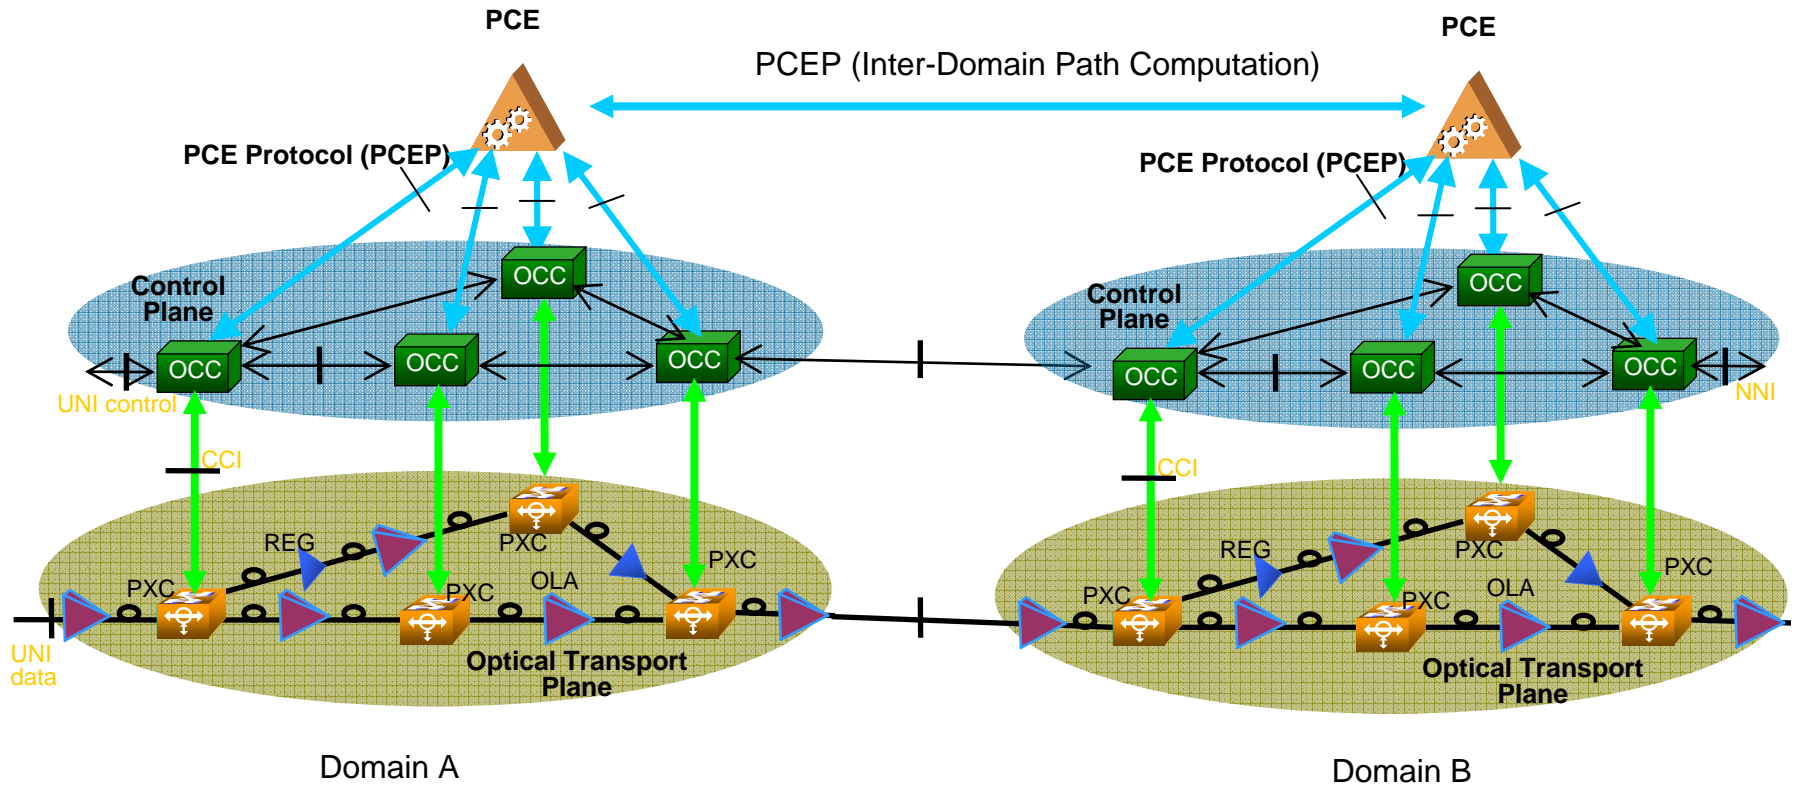 PCE
PCE
PCEP (Inter-Domain Path Computation)
PCE Protocol (PCEP)
PCE Protocol (PCEP)
Control
Plane
OCC
OCC
OCC
OCC
UNI control
Control
Plane
OCC
OCC
OCC
OCC
NNI
CCI
CCI
REG
PXC
PXC
PXC
PXC
OLA
UNI
data
Optical Transport
Plane
REG
PXC
PXC
PXC
PXC
OLA
Optical Transport
Plane
Domain A
Domain B